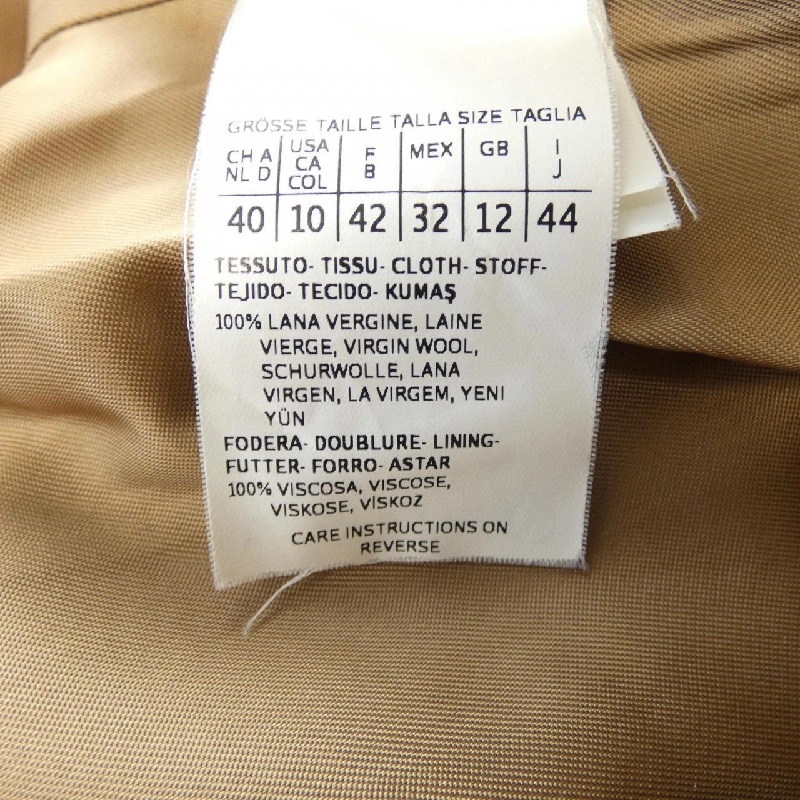 GRÖSSE TAILLE TALLA SIZE TAGLIA
CH A NL D USA CA COL F B MEX GB I J
40 10 42 32 12 44
TESSUTO- TISSU- CLOTH- STOFF-
TEJIDO- TECIDO- KUMAŞ
100% LANA VERGINE, LAINE
VIERGE, VIRGIN WOOL,
SCHURWOLLE, LANA
VIRGEN, LA VIRGEM, YENI
YÜN
FODERA- DOUBLURE- LINING-
FUTTER- FORRO- ASTAR
100% VISCOSA, VISCOSE,
VISKOSE, VİSKOZ
CARE INSTRUCTIONS ON
REVERSE